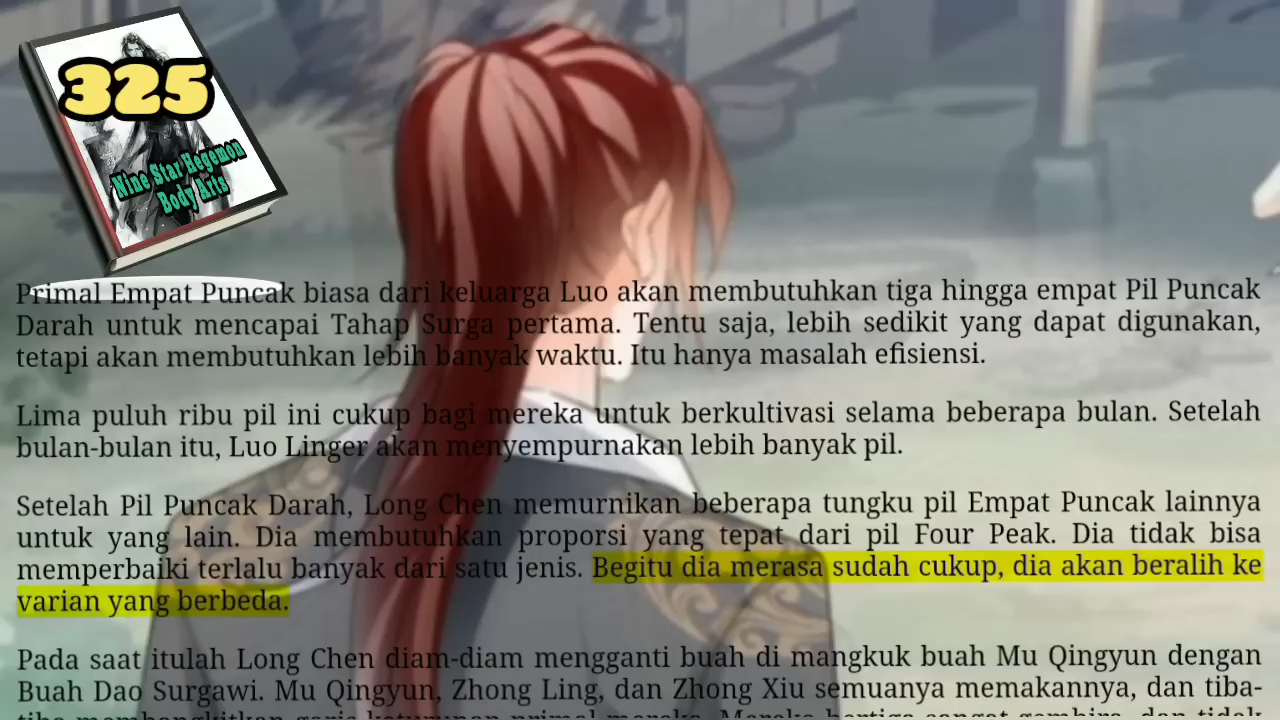 325
Nine Star Hegemon
Body Arts
Primal Empat Puncak biasa dari keluarga Luo akan membutuhkan tiga hingga empat Pil Puncak
Darah untuk mencapai Tahap Surga pertama. Tentu saja, lebih sedikit yang dapat digunakan,
tetapi akan membutuhkan lebih banyak waktu. Itu hanya masalah efisiensi.
Lima puluh ribu pil ini cukup bagi mereka untuk berkultivasi selama beberapa bulan. Setelah
bulan-bulan itu, Luo Linger akan menyempurnakan lebih banyak pil.
Setelah Pil Puncak Darah, Long Chen memurnikan beberapa tungku pil Empat Puncak lainnya
untuk yang lain. Dia membutuhkan proporsi yang tepat dari pil Four Peak. Dia tidak bisa
memperbaiki terlalu banyak dari satu jenis. Begitu dia merasa sudah cukup, dia akan beralih ke
varian yang berbeda.
Pada saat itulah Long Chen diam-diam mengganti buah di mangkuk buah Mu Qingyun dengan
Buah Dao Surgawi. Mu Qingyun, Zhong Ling, dan Zhong Xiu semuanya memakannya, dan tiba-